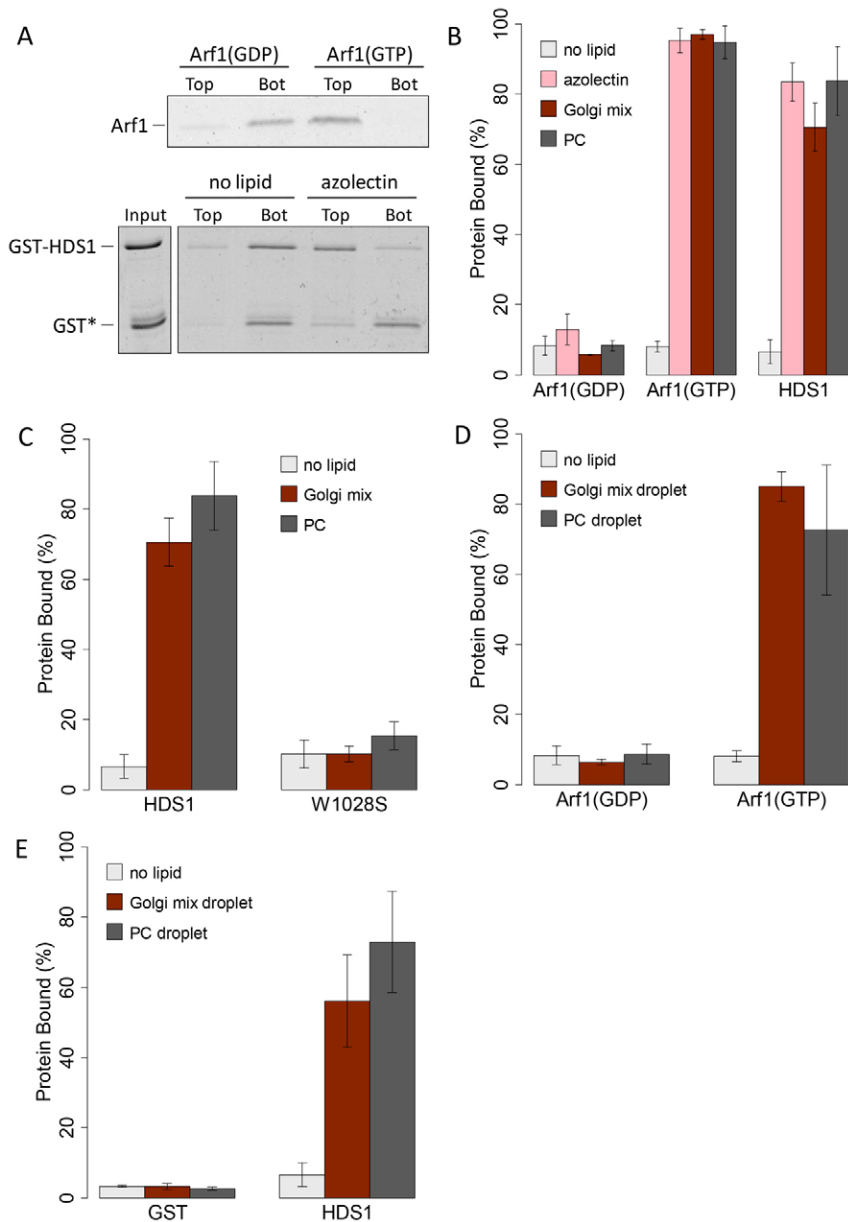 A
Arf1(GDP) Arf1(GTP)
Top Bot Top Bot
Arf1
no lipid azolectin
Input Top Bot Top Bot
GST-HDS1
GST*
B
no lipid
azolectin
Golgi mix
PC
Protein Bound (%)
0 20 40 60 80 100
Arf1(GDP) Arf1(GTP) HDS1
C
no lipid
Golgi mix
PC
Protein Bound (%)
0 20 40 60 80 100
HDS1 W1028S
D
no lipid
Golgi mix droplet
PC droplet
Protein Bound (%)
0 20 40 60 80 100
Arf1(GDP) Arf1(GTP)
E
no lipid
Golgi mix droplet
PC droplet
Protein Bound (%)
0 20 40 60 80 100
GST HDS1